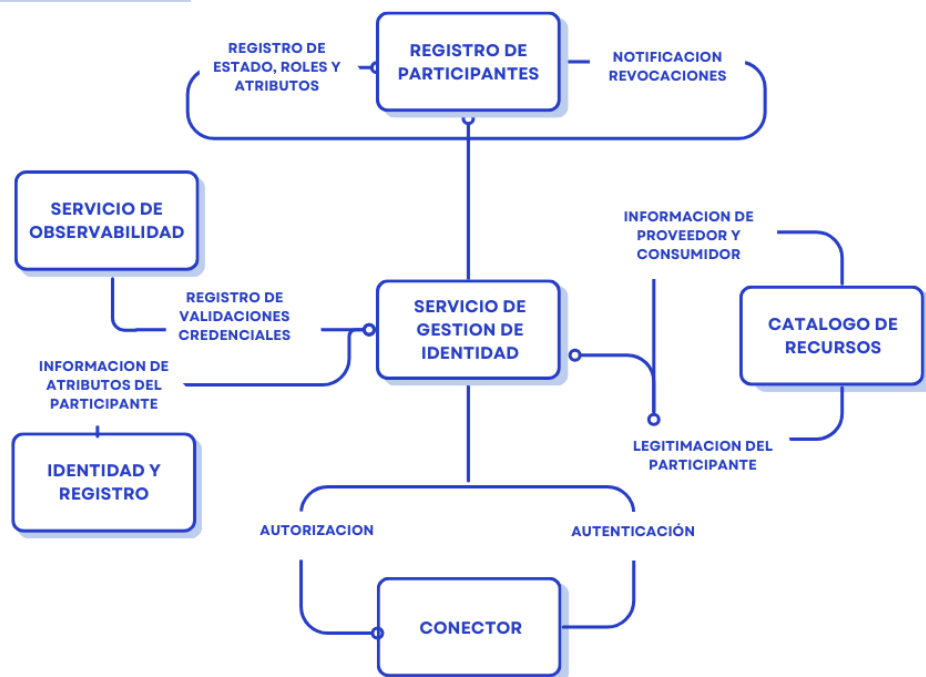 REGISTRO DE
ESTADO, ROLES Y
ATRIBUTOS
REGISTRO DE
PARTICIPANTES
NOTIFICACION
REVOCACIONES
SERVICIO DE
OBSERVABILIDAD
INFORMACION DE
PROVEEDOR Y
CONSUMIDOR
REGISTRO DE
VALIDACIONES
CREDENCIALES
SERVICIO DE
GESTION DE
IDENTIDAD
CATALOGO DE
RECURSOS
INFORMACION DE
ATRIBUTOS DEL
PARTICIPANTE
IDENTIDAD Y
REGISTRO
LEGITIMACION DEL
PARTICIPANTE
AUTORIZACION
AUTENTICACIÓN
CONECTOR